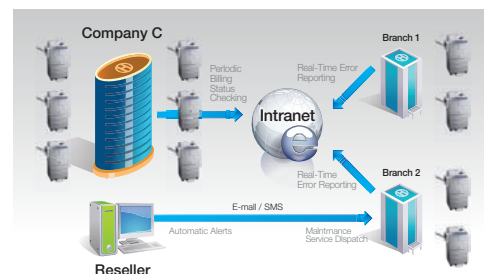 Company C
Periodic
Billing
Status
Checking
Real-Time Error
Reporting
Branch 1
Intranet
e
Real-Time
Error Reporting
Branch 2
E-mail / SMS
Automatic Alerts
Maintmance
Service Dispatch
Reseller